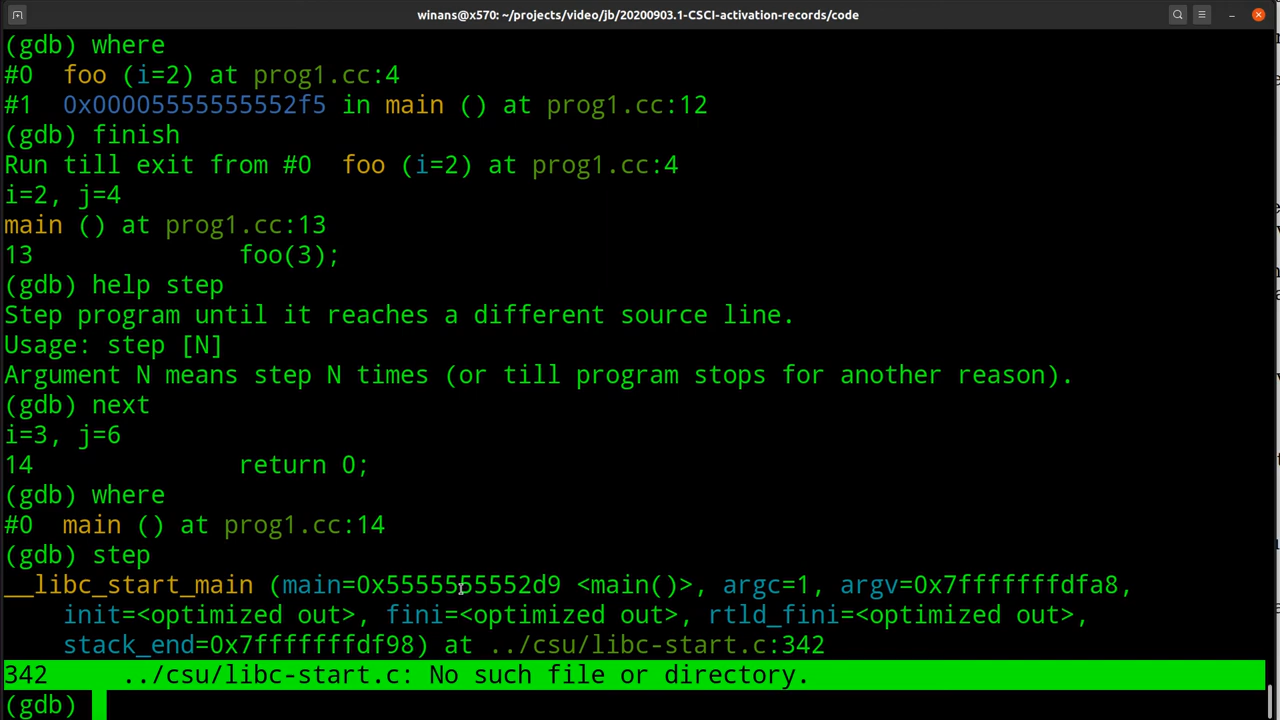 winans@x570: ~/projects/video/jb/20200903.1-CSCI-activation-records/code
(gdb) where
#0  foo (i=2) at prog1.cc:4
#1  0x00005555555552f5 in main () at prog1.cc:12
(gdb) finish
Run till exit from #0  foo (i=2) at prog1.cc:4
i=2, j=4
main () at prog1.cc:13
13              foo(3);
(gdb) help step
Step program until it reaches a different source line.
Usage: step [N]
Argument N means step N times (or till program stops for another reason).
(gdb) next
i=3, j=6
14              return 0;
(gdb) where
#0  main () at prog1.cc:14
(gdb) step
__libc_start_main (main=0x5555555552d9 <main()>, argc=1, argv=0x7fffffffdfa8,
    init=<optimized out>, fini=<optimized out>, rtld_fini=<optimized out>,
    stack_end=0x7fffffffdf98) at ../csu/libc-start.c:342
342     ../csu/libc-start.c: No such file or directory.
(gdb)